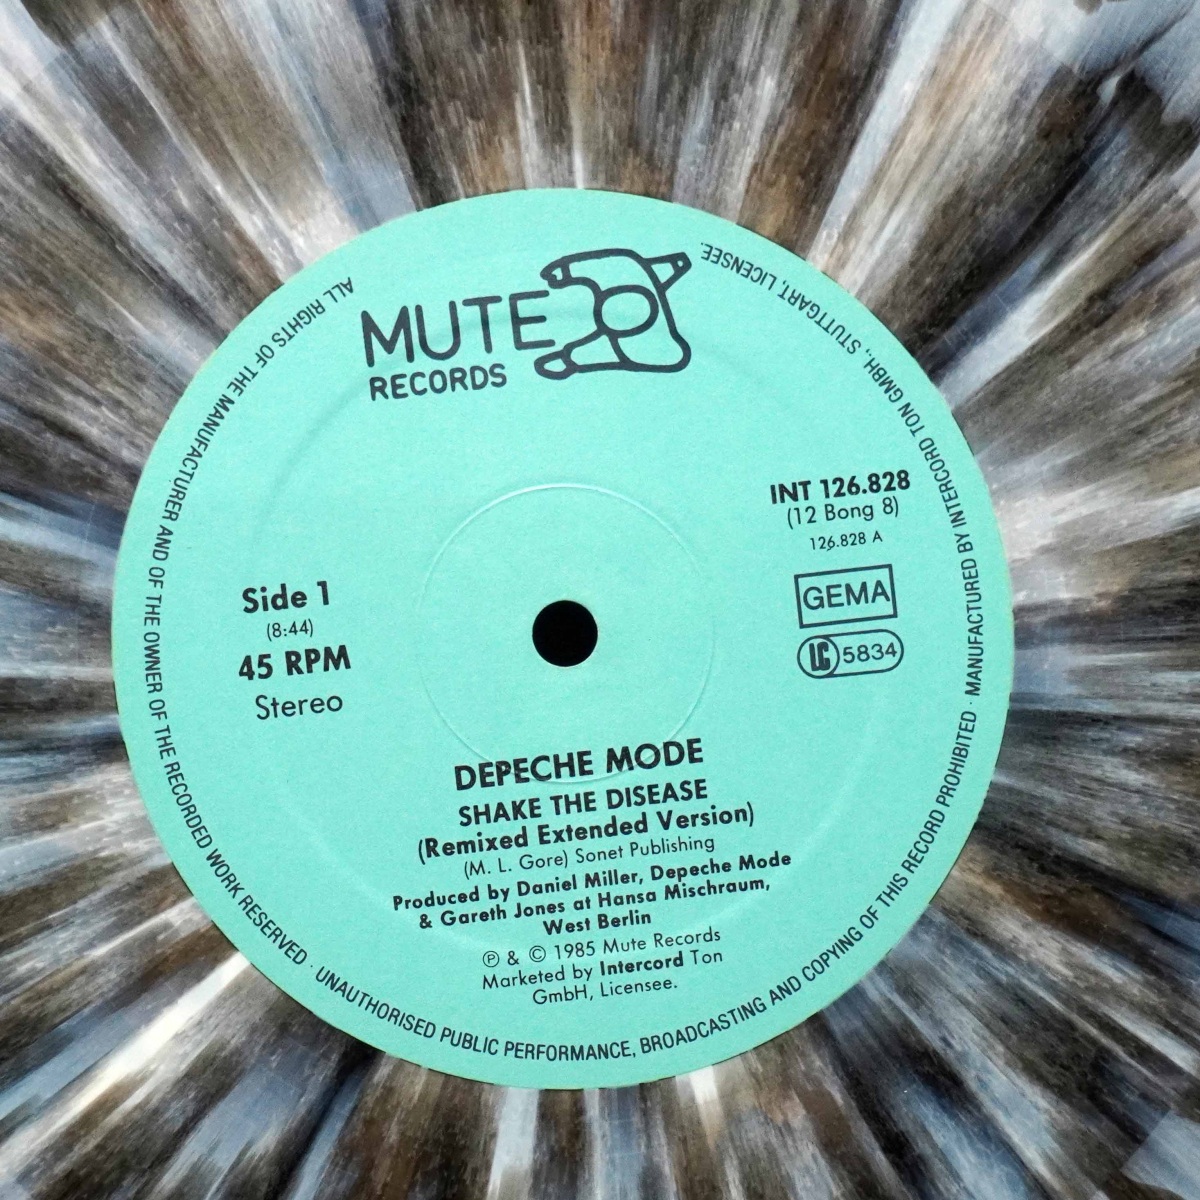 MUTE
RECORDS
INT 126.828
(12 Bong 8)
126.828 A
GEMA
LC 5834
Side 1
(8:44)
45 RPM
Stereo
DEPECHE MODE
SHAKE THE DISEASE
(Remixed Extended Version)
(M. L. Gore) Sonet Publishing
Produced by Daniel Miller, Depeche Mode
& Gareth Jones at Hansa Mischraum,
West Berlin
℗ & © 1985 Mute Records
Marketed by Intercord Ton
GmbH, Licensee.
ALL RIGHTS OF THE MANUFACTURER AND OF THE OWNER OF THE RECORDED WORK RESERVED · UNAUTHORISED PUBLIC PERFORMANCE, BROADCASTING AND COPYING OF THIS RECORD PROHIBITED · MANUFACTURED BY INTERCORD TON GMBH., STUTTGART, LICENSEE.